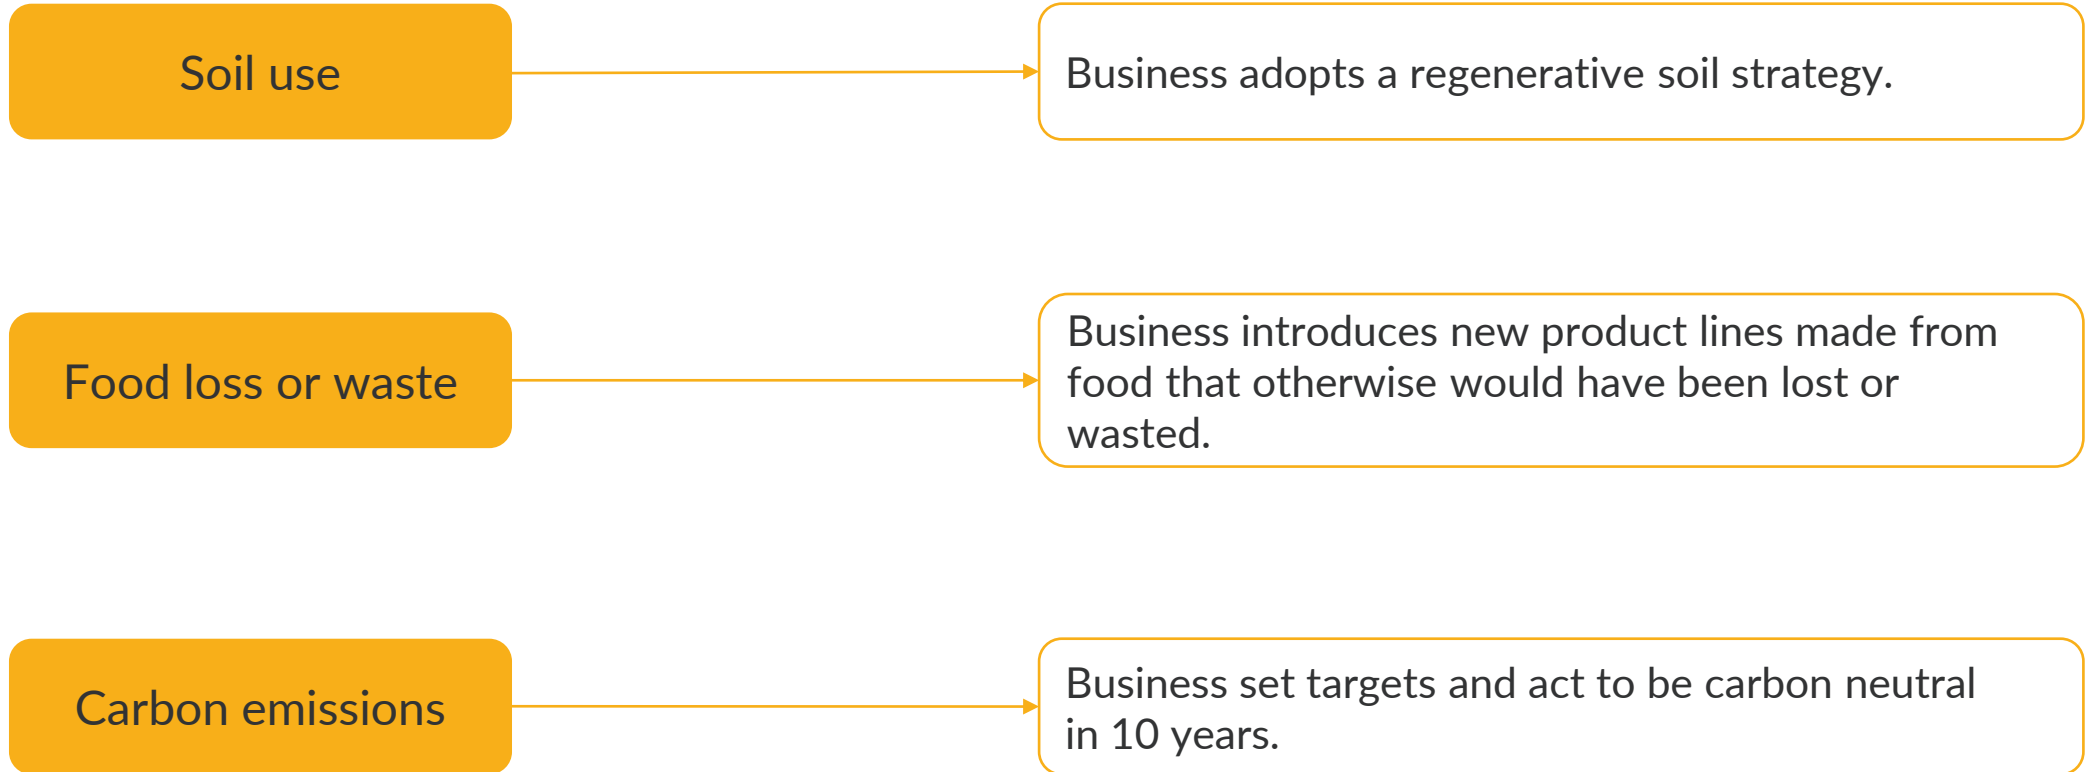 Soil use
Business adopts a regenerative soil strategy.
Food loss or waste
Business introduces new product lines made from
food that otherwise would have been lost or
wasted.
Carbon emissions
Business set targets and act to be carbon neutral
in 10 years.